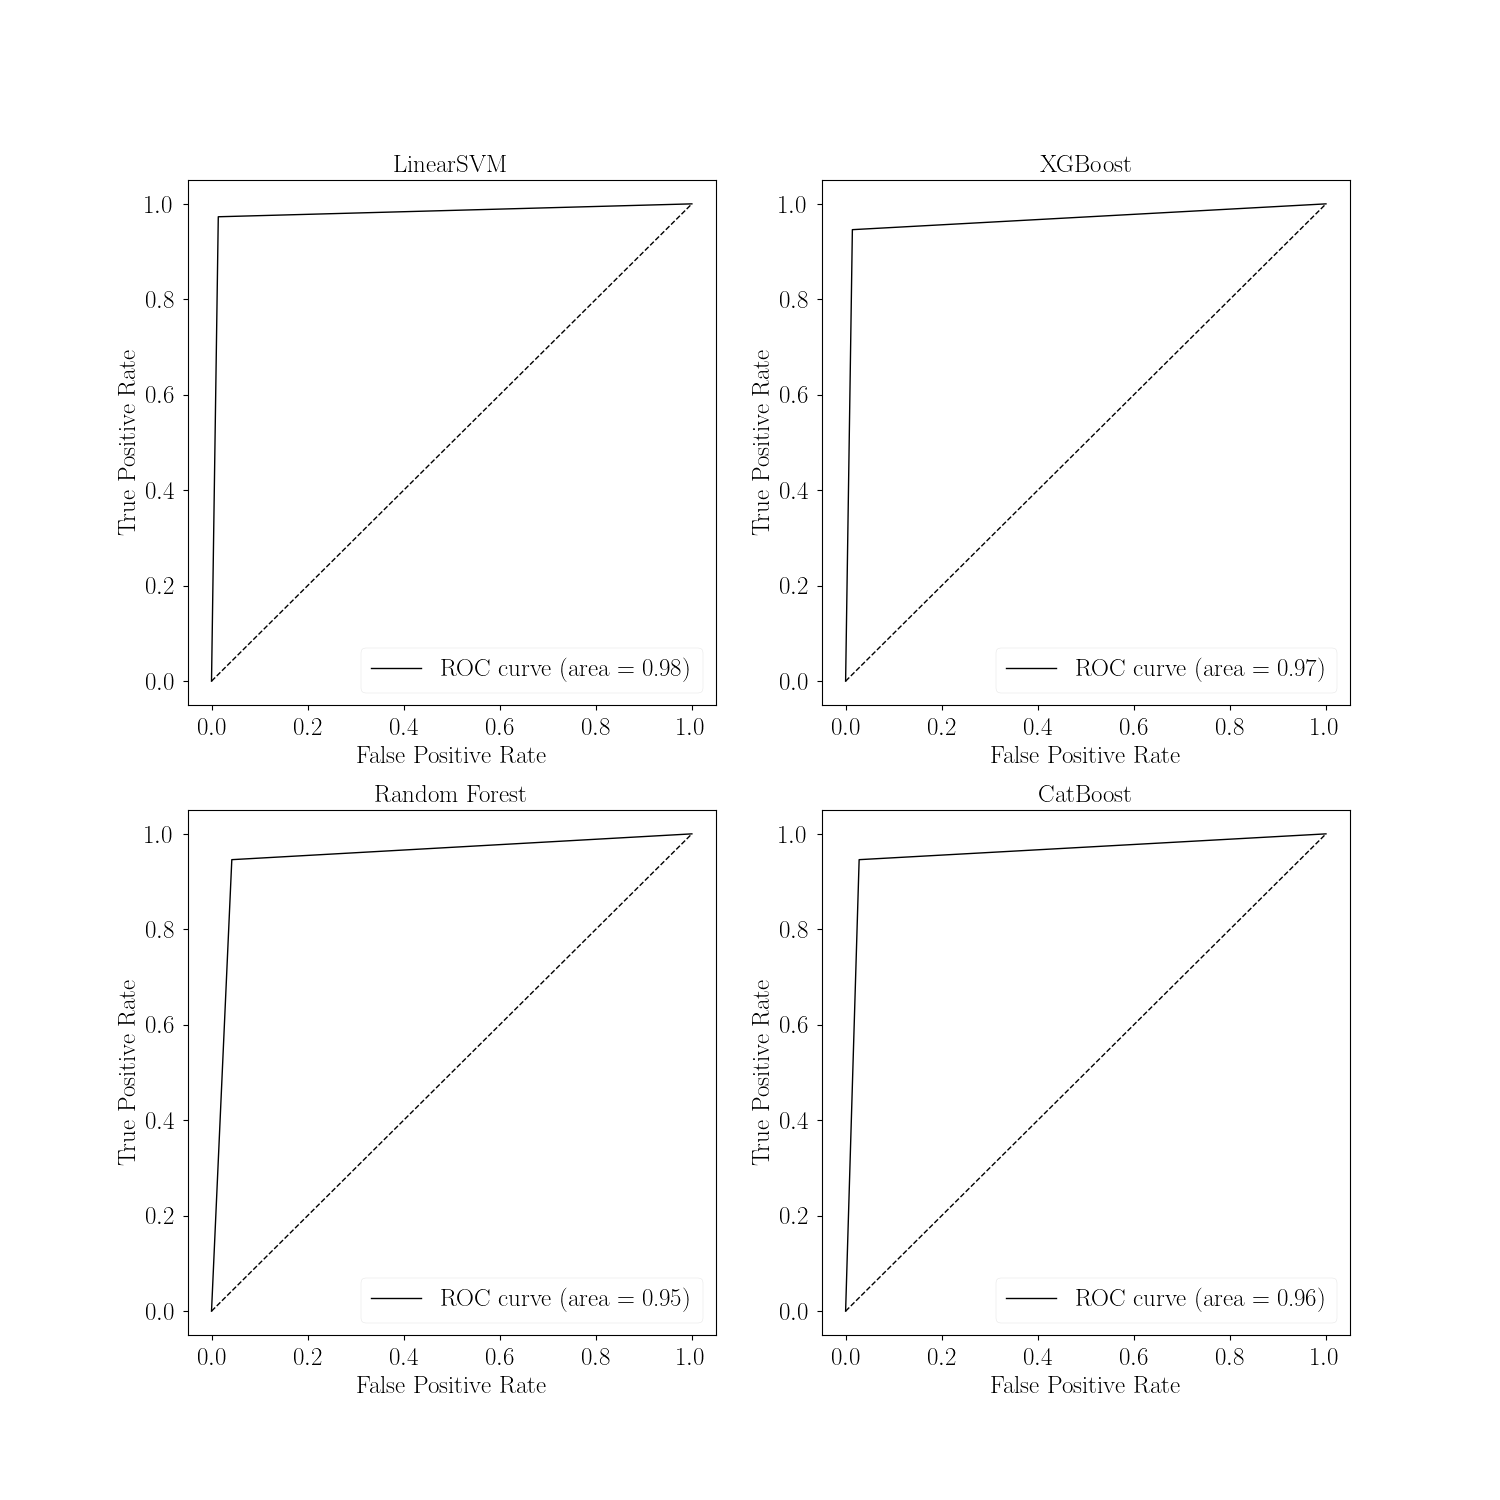 LinearSVM
1.0
0.8
0.6
0.4
0.2
0.0
True Positive Rate
ROC curve (area = 0.98)
0.0 0.2 0.4 0.6 0.8 1.0
False Positive Rate
XGBoost
1.0
0.8
0.6
0.4
0.2
0.0
True Positive Rate
ROC curve (area = 0.97)
0.0 0.2 0.4 0.6 0.8 1.0
False Positive Rate
Random Forest
1.0
0.8
0.6
0.4
0.2
0.0
True Positive Rate
ROC curve (area = 0.95)
0.0 0.2 0.4 0.6 0.8 1.0
False Positive Rate
CatBoost
1.0
0.8
0.6
0.4
0.2
0.0
True Positive Rate
ROC curve (area = 0.96)
0.0 0.2 0.4 0.6 0.8 1.0
False Positive Rate